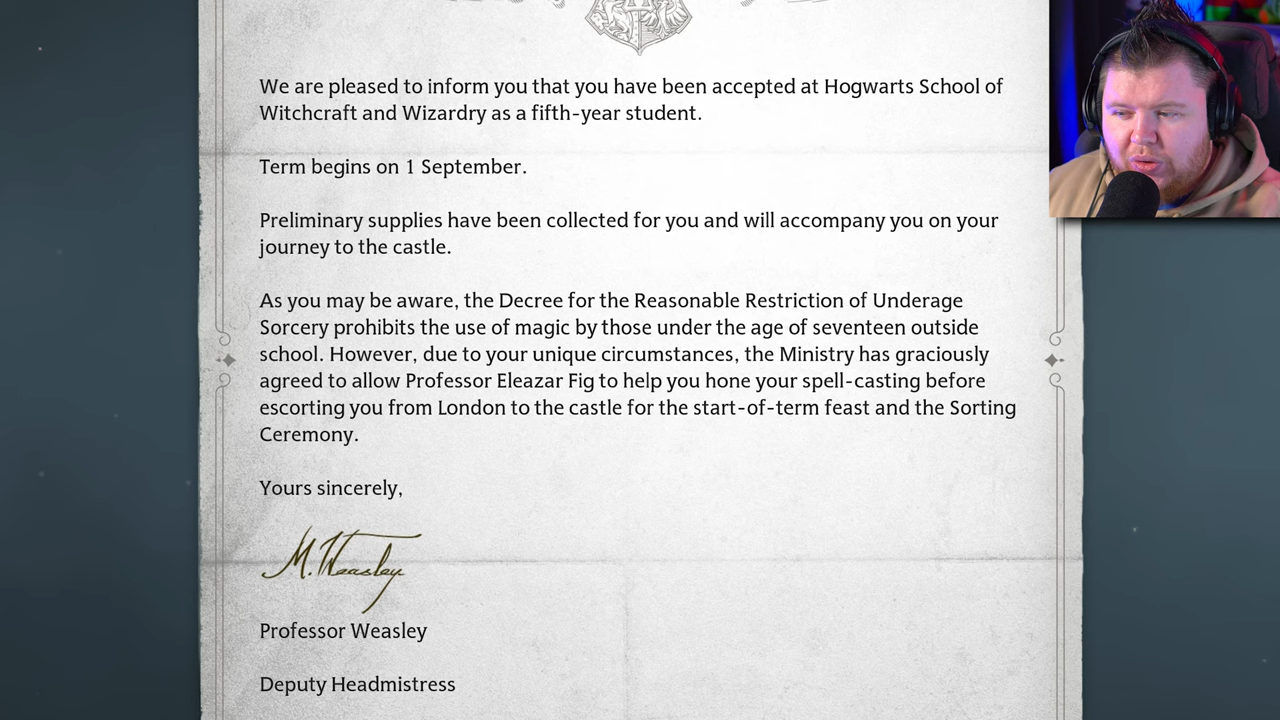 We are pleased to inform you that you have been accepted at Hogwarts School of
Witchcraft and Wizardry as a fifth-year student.
Term begins on 1 September.
Preliminary supplies have been collected for you and will accompany you on your
journey to the castle.
As you may be aware, the Decree for the Reasonable Restriction of Underage
Sorcery prohibits the use of magic by those under the age of seventeen outside
school. However, due to your unique circumstances, the Ministry has graciously
agreed to allow Professor Eleazar Fig to help you hone your spell-casting before
escorting you from London to the castle for the start-of-term feast and the Sorting
Ceremony.
Yours sincerely,
M. Weasley
Professor Weasley
Deputy Headmistress